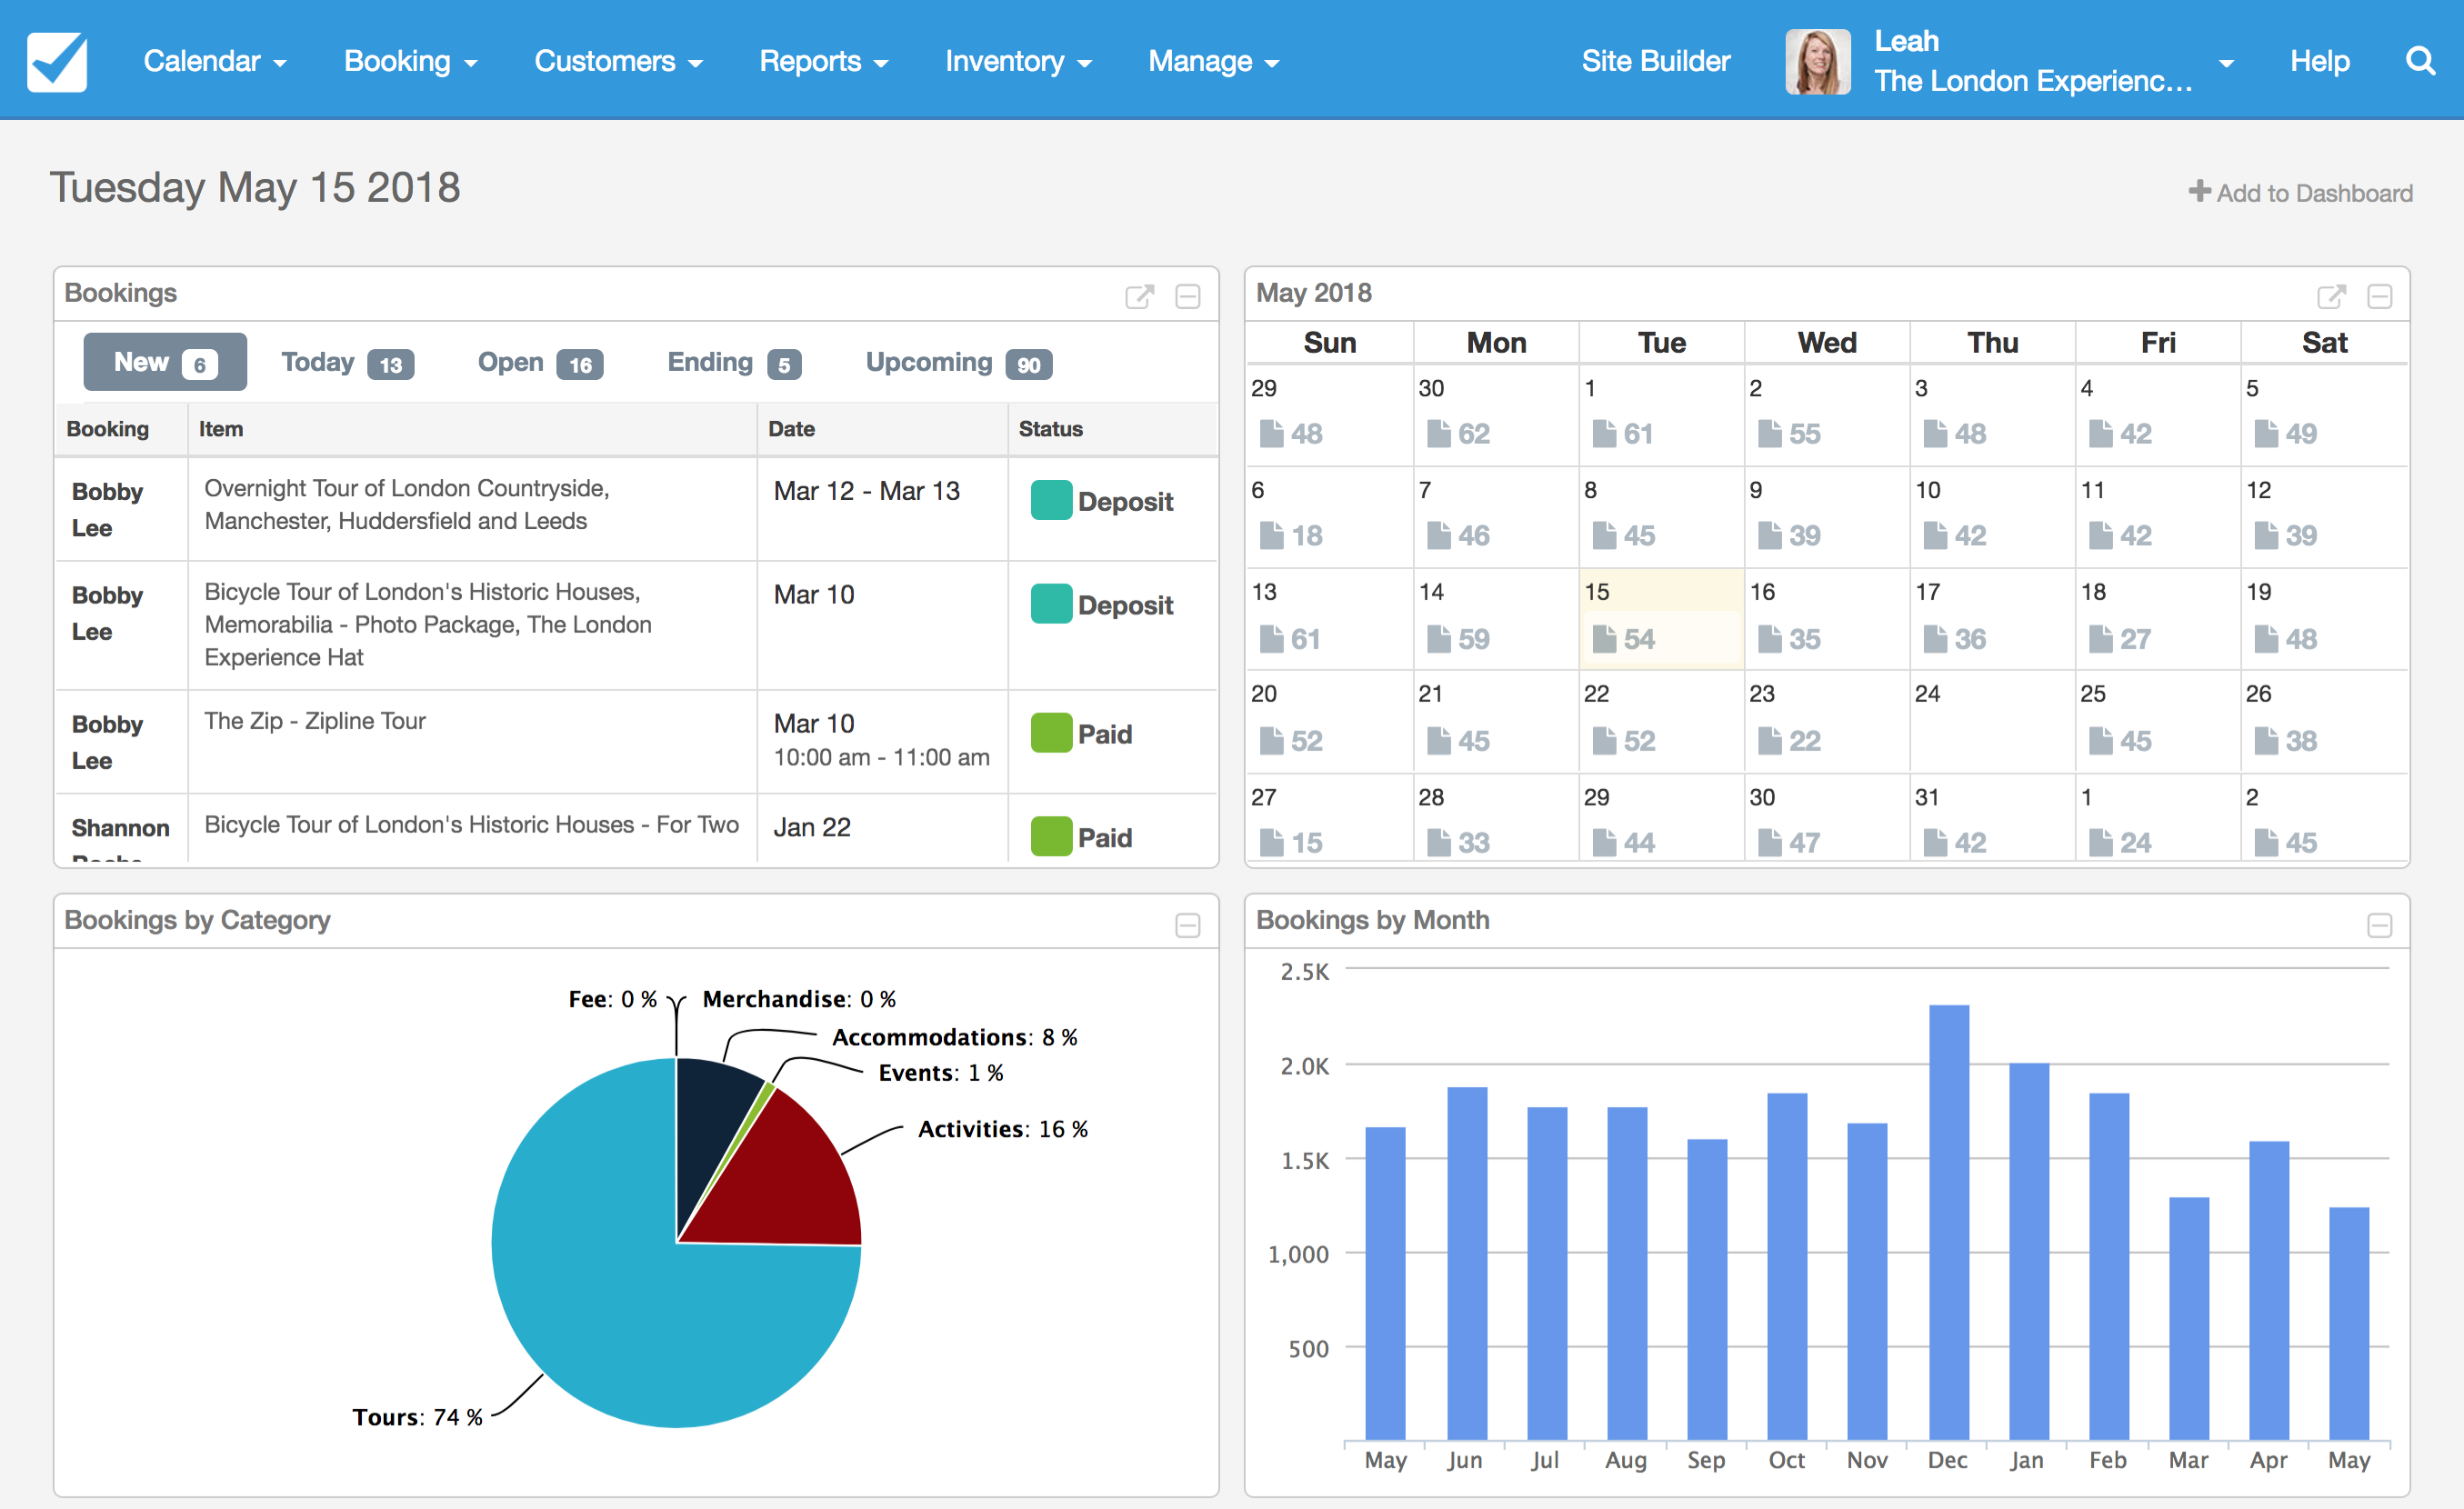 Calendar Booking Customers Reports Inventory Manage Site Builder Leah Help
The London Experienc...
Tuesday May 15 2018
Add to Dashboard
Bookings
New 6 Today 13 Open 16 Ending 5 Upcoming 90
Booking Item Date Status
Bobby Lee
Overnight Tour of London Countryside,
Manchester, Huddersfield and Leeds
Mar 12 - Mar 13
Deposit
Bobby Lee
Bicycle Tour of London's Historic Houses,
Memorabilia - Photo Package, The London
Experience Hat
Mar 10
Deposit
Bobby Lee
The Zip - Zipline Tour
Mar 10
10:00 am - 11:00 am
Paid
Shannon
Bicycle Tour of London's Historic Houses - For Two
Jan 22
Paid
May 2018
Sun Mon Tue Wed Thu Fri Sat
29 30 1 2 3 4 5
48 62 61 55 48 42 49
6 7 8 9 10 11 12
18 46 45 39 42 42 39
13 14 15 16 17 18 19
61 59 54 35 36 27 48
20 21 22 23 24 25 26
52 45 52 22 45 38
27 28 29 30 31 1 2
15 33 44 47 42 24 45
Bookings by Category
Fee: 0 % Merchandise: 0 %
Accommodations: 8 %
Events: 1 %
Activities: 16 %
Tours: 74 %
Bookings by Month
2.5K
2.0K
1.5K
1,000
500
May Jun Jul Aug Sep Oct Nov Dec Jan Feb Mar Apr May